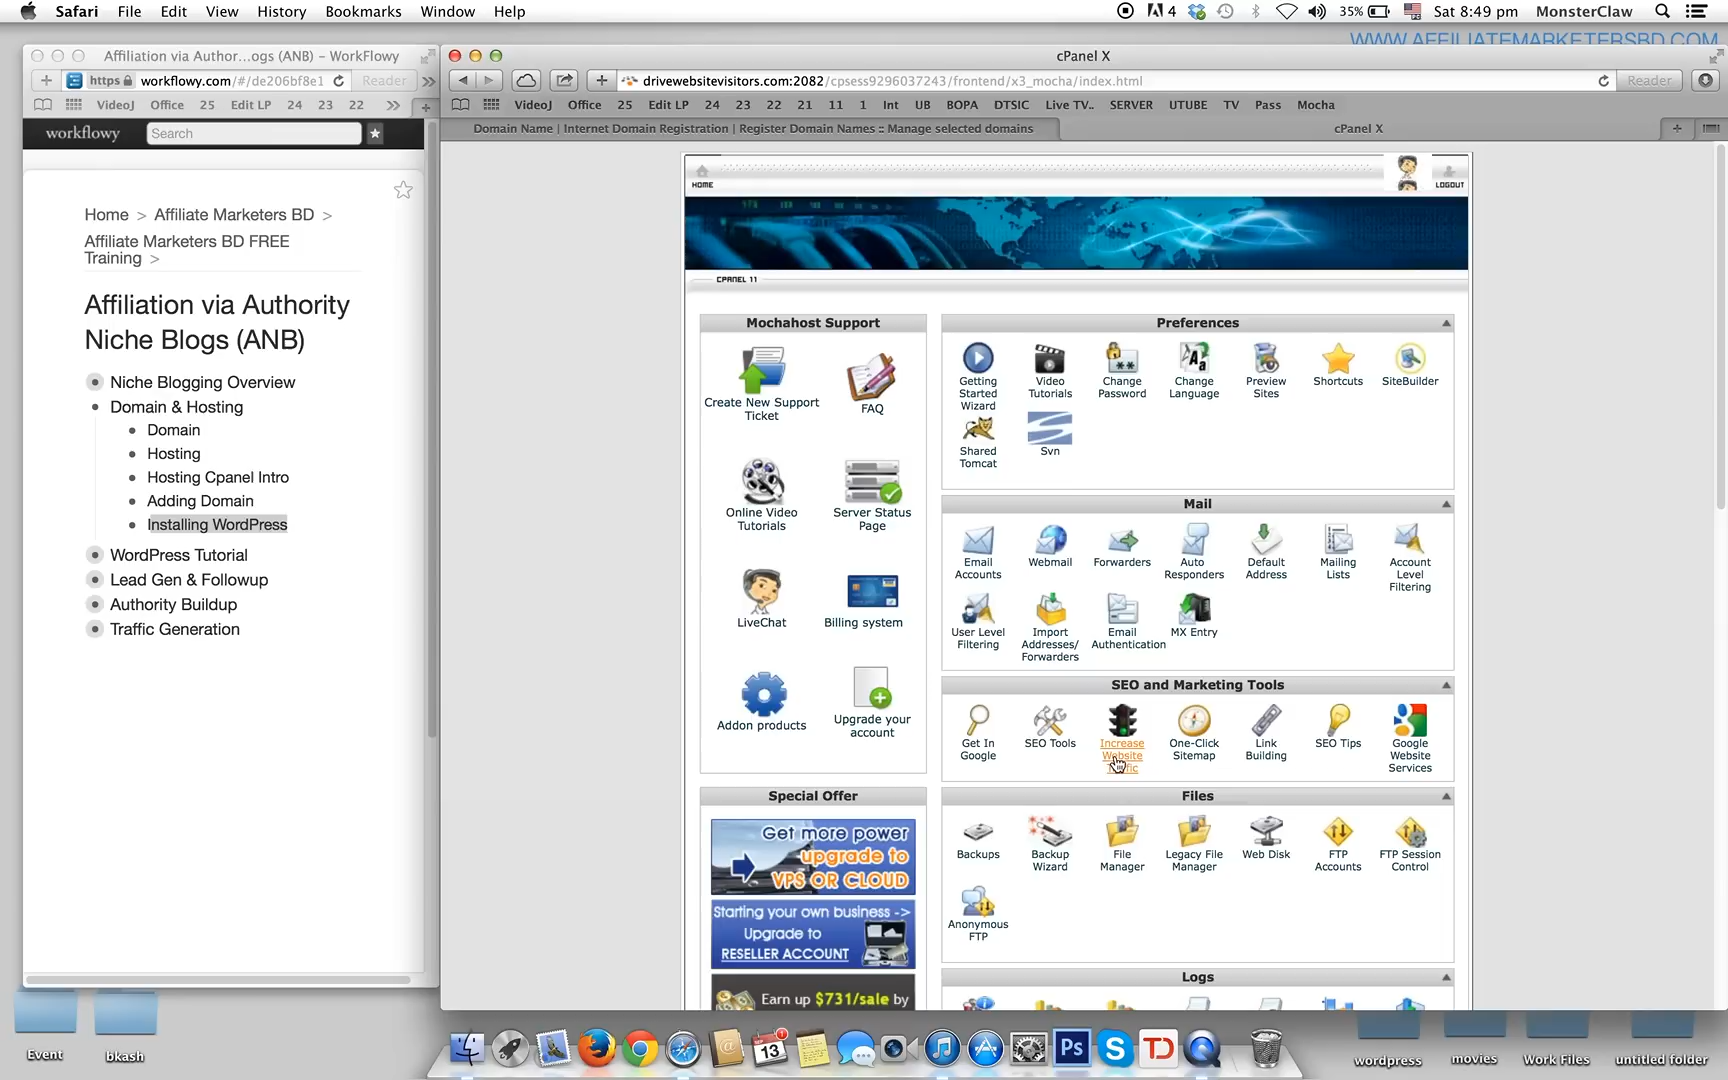 Safari File Edit View History Bookmarks Window Help
4 35% Sat 8:49 pm MonsterClaw
WWW.AFFILIATEMARKETERSBD.COM
Affiliation via Author...ogs (ANB) – WorkFlowy
https workflowy.com/#/de206bf8e1 Reader
VideoJ Office 25 Edit LP 24 23 22
workflowy Search
Home > Affiliate Marketers BD >
Affiliate Marketers BD FREE
Training >
Affiliation via Authority
Niche Blogs (ANB)
Niche Blogging Overview
Domain & Hosting
Domain
Hosting
Hosting Cpanel Intro
Adding Domain
Installing WordPress
WordPress Tutorial
Lead Gen & Followup
Authority Buildup
Traffic Generation
cPanel X
drivewebsitevisitors.com:2082/cpsess9296037243/frontend/x3_mocha/index.html Reader
VideoJ Office 25 Edit LP 24 23 22 21 11 1 Int UB BOPA DTSIC Live TV.. SERVER UTUBE TV Pass Mocha
Domain Name | Internet Domain Registration | Register Domain Names :: Manage selected domains
cPanel X
HOME
LOGOUT
CPANEL 11
Mochahost Support
Create New Support
Ticket
FAQ
Online Video
Tutorials
Server Status
Page
LiveChat
Billing system
Addon products
Upgrade your
account
Special Offer
Get more power
upgrade to
VPS OR CLOUD
Starting your own business ->
Upgrade to
RESELLER ACCOUNT
Earn up $731/sale by
Preferences
Getting
Started
Wizard
Video
Tutorials
Change
Password
Change
Language
Preview
Sites
Shortcuts
SiteBuilder
Shared
Tomcat
Svn
Mail
Email
Accounts
Webmail
Forwarders
Auto
Responders
Default
Address
Mailing
Lists
Account
Level
Filtering
User Level
Filtering
Import
Addresses/
Forwarders
Email
Authentication
MX Entry
SEO and Marketing Tools
Get In
Google
SEO Tools
Increase
Website
Traffic
One-Click
Sitemap
Link
Building
SEO Tips
Google
Website
Services
Files
Backups
Backup
Wizard
File
Manager
Legacy File
Manager
Web Disk
FTP
Accounts
FTP Session
Control
Anonymous
FTP
Logs
Event
bkash
1
13
Ps
wordpress
movies
Work Files
untitled folder